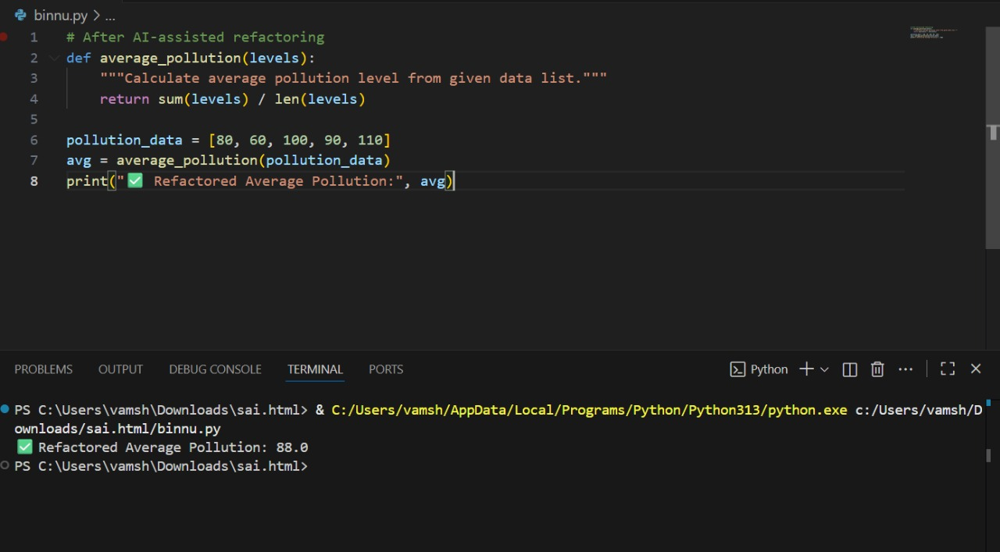 binnu.py > ...
1 # After AI-assisted refactoring
2 def average_pollution(levels):
3     """Calculate average pollution level from given data list."""
4     return sum(levels) / len(levels)
5
6 pollution_data = [80, 60, 100, 90, 110]
7 avg = average_pollution(pollution_data)
8 print("✅ Refactored Average Pollution:", avg)
PROBLEMS OUTPUT DEBUG CONSOLE TERMINAL PORTS Python
PS C:\Users\vamsh\Downloads\sai.html> & C:/Users/vamsh/AppData/Local/Programs/Python/Python313/python.exe c:/Users/vamsh/D
ownloads/sai.html/binnu.py
✅ Refactored Average Pollution: 88.0
PS C:\Users\vamsh\Downloads\sai.html>